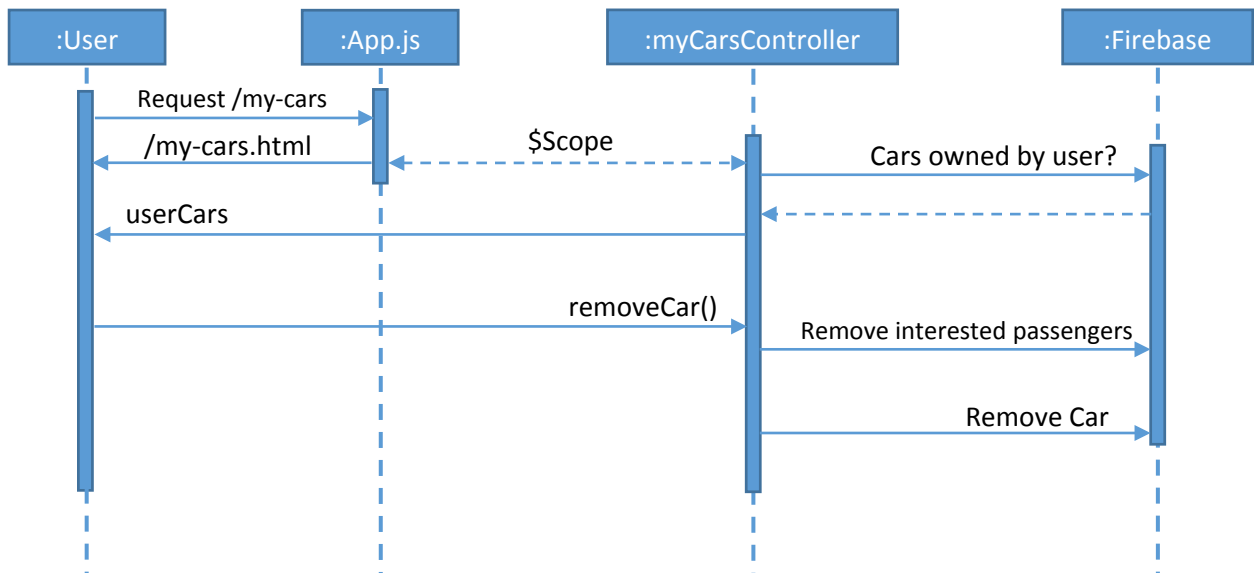 :User
:App.js
:myCarsController
:Firebase
Request /my-cars
/my-cars.html
$Scope
Cars owned by user?
userCars
removeCar()
Remove interested passengers
Remove Car